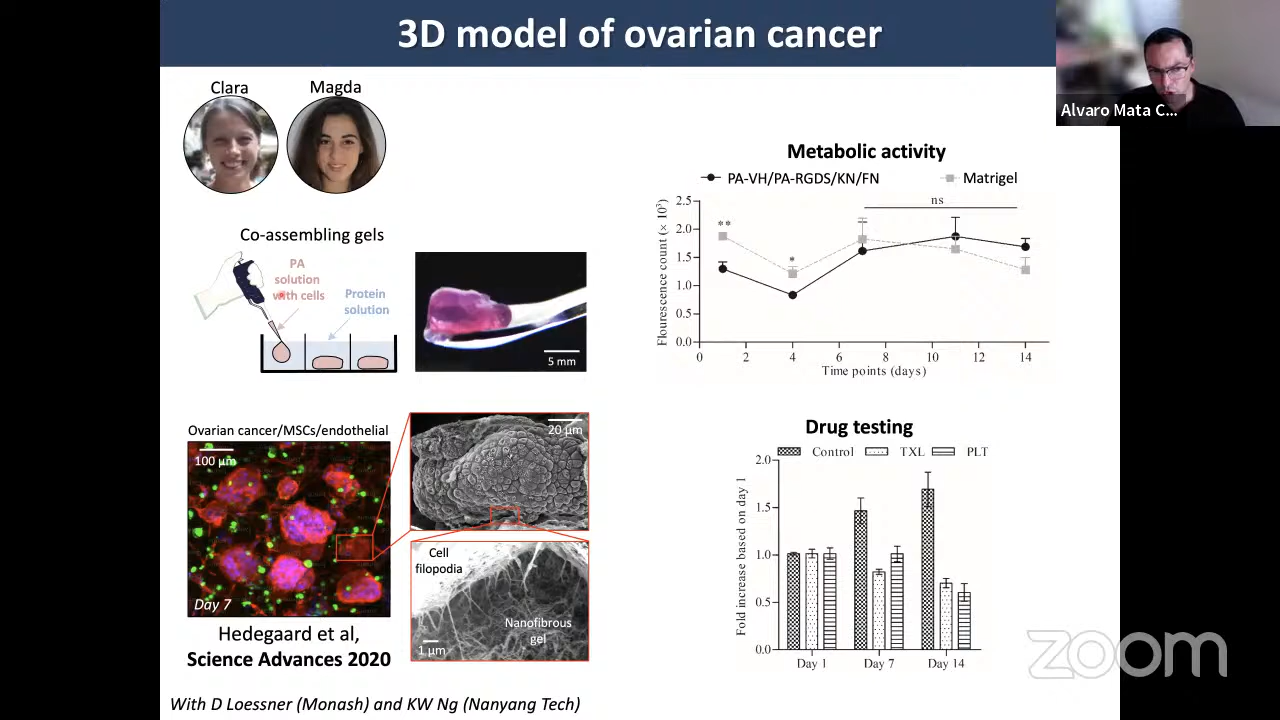 3D model of ovarian cancer
Alvaro Mata C...
Clara
Magda
Co-assembling gels
PA
solution
with cells
Protein
solution
5 mm
Ovarian cancer/MSCs/endothelial
100 µm
Day 7
20 µm
Cell
filopodia
Nanofibrous
gel
1 µm
Hedegaard et al,
Science Advances 2020
With D Loessner (Monash) and KW Ng (Nanyang Tech)
Metabolic activity
PA-VH/PA-RGDS/KN/FN
Matrigel
Flourescence count (× 10³)
2.5
2.0
1.5
1.0
0.5
0.0
**
*
ns
0 2 4 6 8 10 12 14
Time points (days)
Drug testing
Control TXL PLT
Fold increase based on day 1
2.0
1.5
1.0
0.5
0.0
Day 1 Day 7 Day 14
zoom